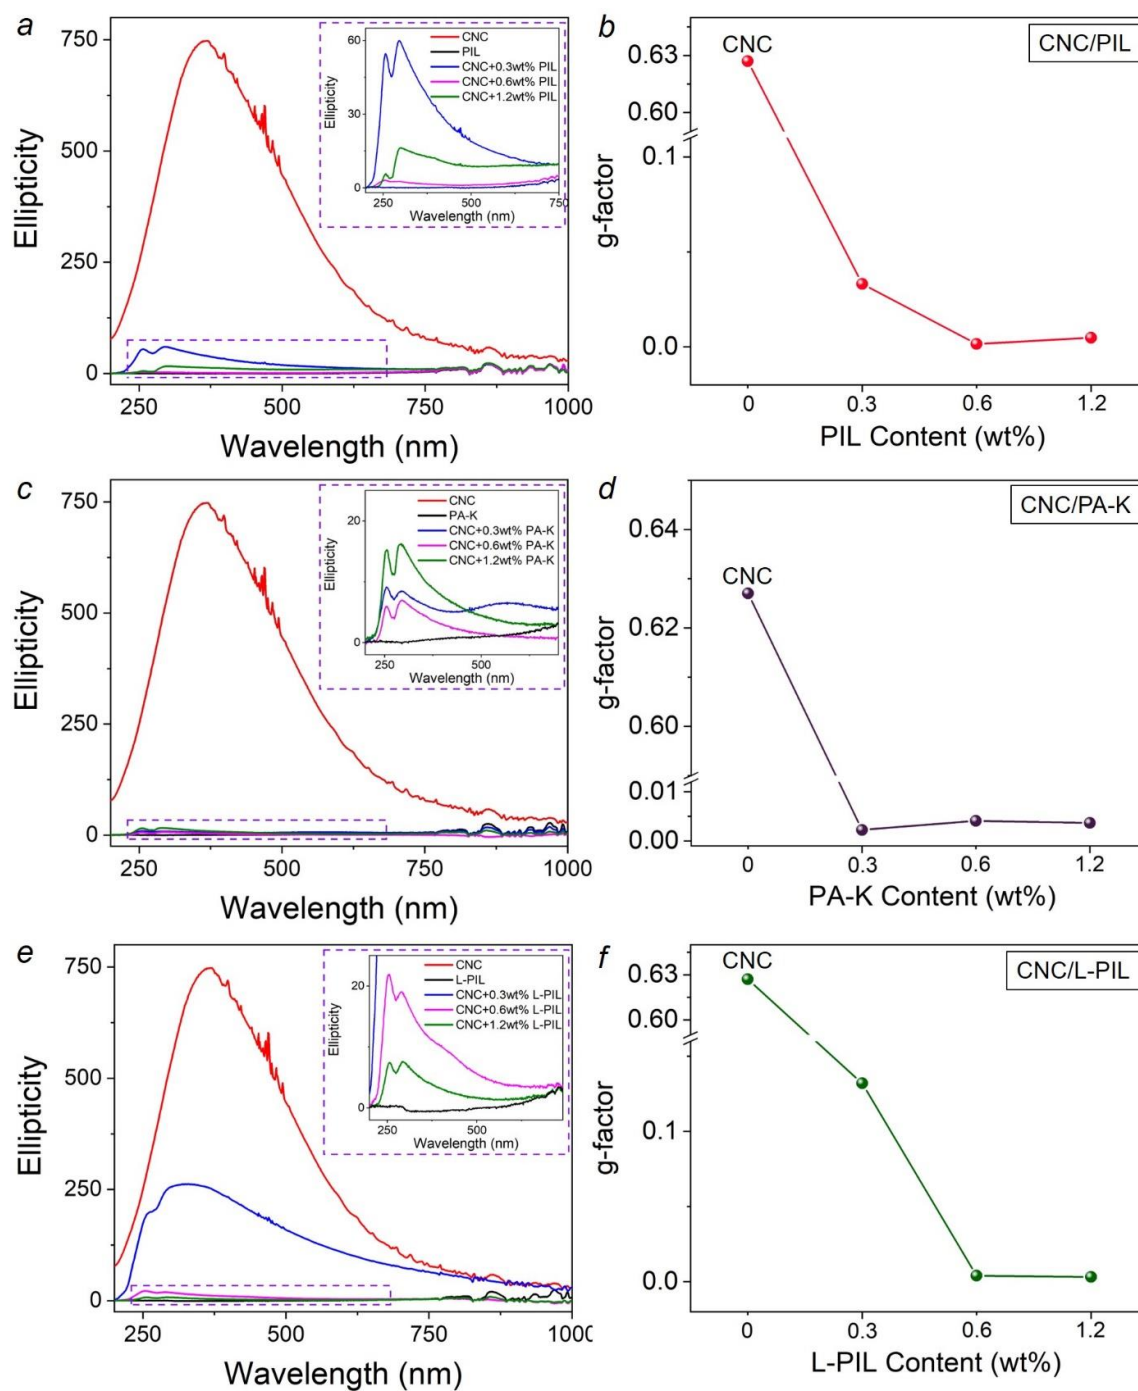 a
750
500
250
0
Ellipticity
250
500
750
1000
Wavelength (nm)
60
30
0
Ellipticity
CNC
PIL
CNC+0.3wt% PIL
CNC+0.6wt% PIL
CNC+1.2wt% PIL
250
500
750
Wavelength (nm)
b
CNC/PIL
CNC
0.63
0.60
0.1
0.0
g-factor
0
0.3
0.6
1.2
PIL Content (wt%)
c
750
500
250
0
Ellipticity
250
500
750
1000
Wavelength (nm)
20
10
0
Ellipticity
CNC
PA-K
CNC+0.3wt% PA-K
CNC+0.6wt% PA-K
CNC+1.2wt% PA-K
250
500
Wavelength (nm)
d
CNC/PA-K
CNC
0.64
0.62
0.60
0.01
0.00
g-factor
0
0.3
0.6
1.2
PA-K Content (wt%)
e
750
500
250
0
Ellipticity
250
500
750
1000
Wavelength (nm)
20
10
0
Ellipticity
CNC
L-PIL
CNC+0.3wt% L-PIL
CNC+0.6wt% L-PIL
CNC+1.2wt% L-PIL
250
500
Wavelength (nm)
f
CNC/L-PIL
CNC
0.63
0.60
0.1
0.0
g-factor
0
0.3
0.6
1.2
L-PIL Content (wt%)